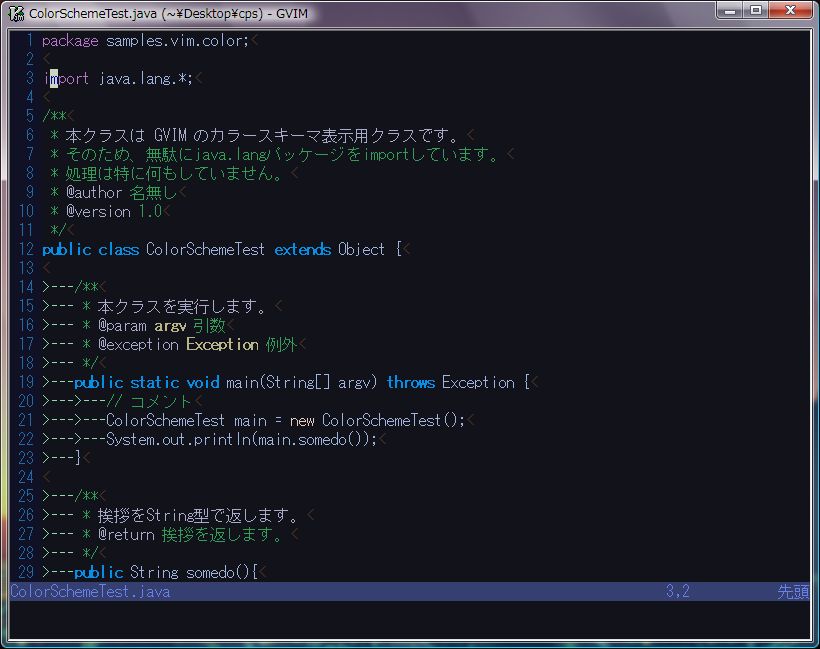 ColorSchemeTest.java (~¥Desktop¥cps) - GVIM
1 package samples.vim.color;<
2 <
3 import java.lang.*;<
4 <
5 /**<
6  * 本クラスは GVIM のカラースキーマ表示用クラスです。<
7  * そのため、無駄にjava.langパッケージをimportしています。<
8  * 処理は特に何もしていません。<
9  * @author 名無し<
10  * @version 1.0<
11  */<
12 public class ColorSchemeTest extends Object {<
13 <
14 >---/**<
15 >--- * 本クラスを実行します。<
16 >--- * @param argv 引数<
17 >--- * @exception Exception 例外<
18 >--- */<
19 >---public static void main(String[] argv) throws Exception {<
20 >--->---// コメント<
21 >--->---ColorSchemeTest main = new ColorSchemeTest();<
22 >--->---System.out.println(main.somedo());<
23 >---}<
24 <
25 >---/**<
26 >--- * 挨拶をString型で返します。<
27 >--- * @return 挨拶を返します。<
28 >--- */<
29 >---public String somedo(){<
ColorSchemeTest.java 3,2 先頭